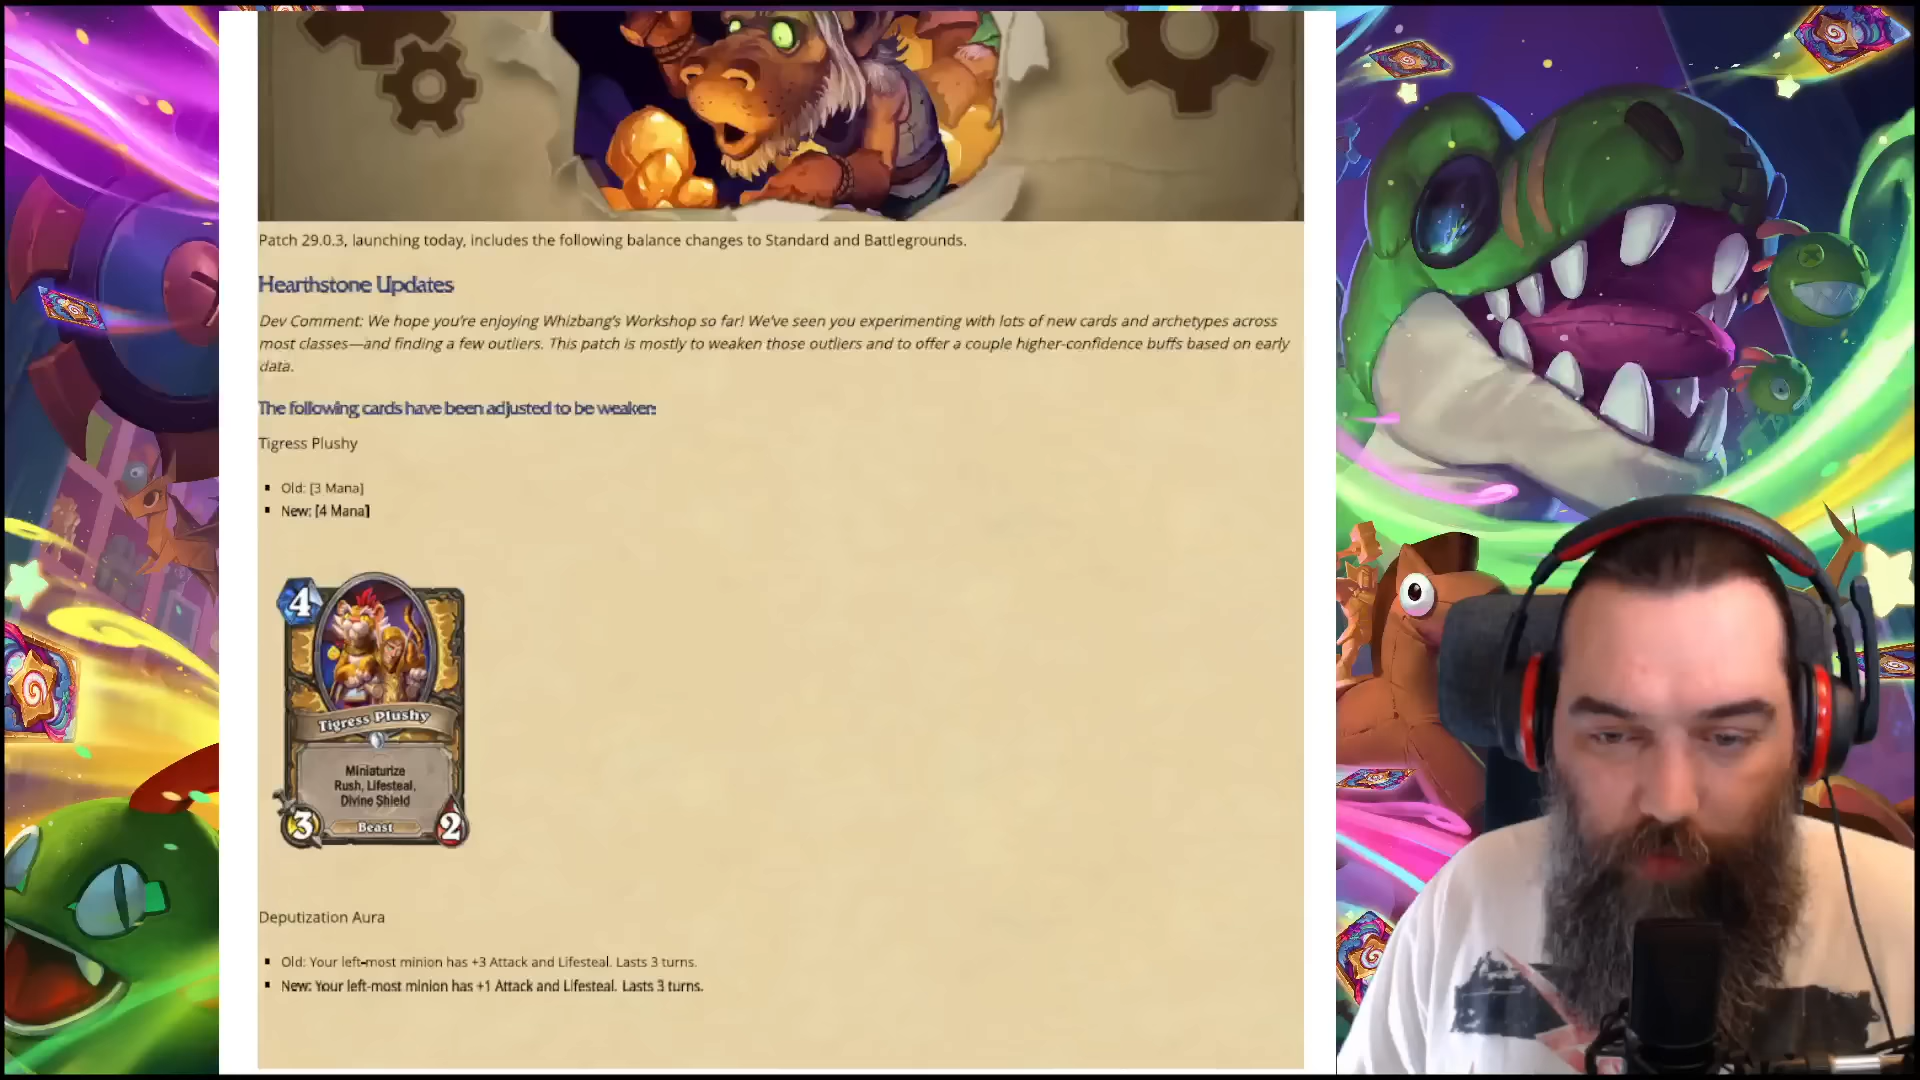 Patch 29.0.3, launching today, includes the following balance changes to Standard and Battlegrounds.
Hearthstone Updates
Dev Comment: We hope you're enjoying Whizbang's Workshop so far! We've seen you experimenting with lots of new cards and archetypes across
most classes—and finding a few outliers. This patch is mostly to weaken those outliers and to offer a couple higher-confidence buffs based on early
data.
The following cards have been adjusted to be weaker:
Tigress Plushy
▪ Old: [3 Mana]
▪ New: [4 Mana]
4
Tigress Plushy
Miniaturize
Rush, Lifesteal,
Divine Shield
3 Beast 2
Deputization Aura
▪ Old: Your left-most minion has +3 Attack and Lifesteal. Lasts 3 turns.
▪ New: Your left-most minion has +1 Attack and Lifesteal. Lasts 3 turns.